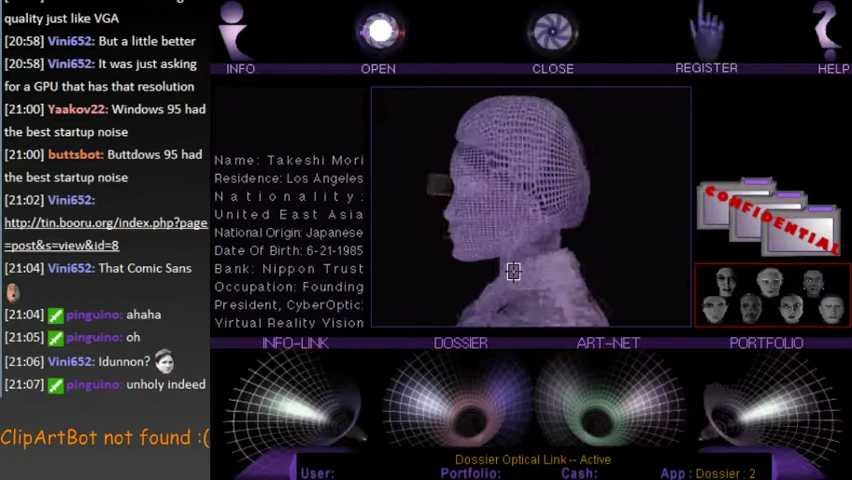 quality just like VGA
[20:58] Vini652: But a little better
[20:58] Vini652: It was just asking
for a GPU that has that resolution
[21:00] Yaakov22: Windows 95 had
the best startup noise
[21:00] buttsbot: Buttdows 95 had
the best startup noise
[21:02] Vini652:
http://tin.booru.org/index.php?page
=post&s=view&id=8
[21:04] Vini652: That Comic Sans
[21:04] pinguino: ahaha
[21:05] pinguino: oh
[21:06] Vini652: Idunnon?
[21:07] pinguino: unholy indeed
ClipArtBot not found :(
INFO
OPEN
CLOSE
REGISTER
HELP
Name: Takeshi Mori
Residence: Los Angeles
Nationality:
United East Asia
National Origin: Japanese
Date Of Birth: 6-21-1985
Bank: Nippon Trust
Occupation: Founding
President, CyberOptic
Virtual Reality Vision
CONFIDENTIAL
INFO-LINK
DOSSIER
ART-NET
PORTFOLIO
Dossier Optical Link -- Active
User:
Portfolio:
Cash:
App: Dossier : 2